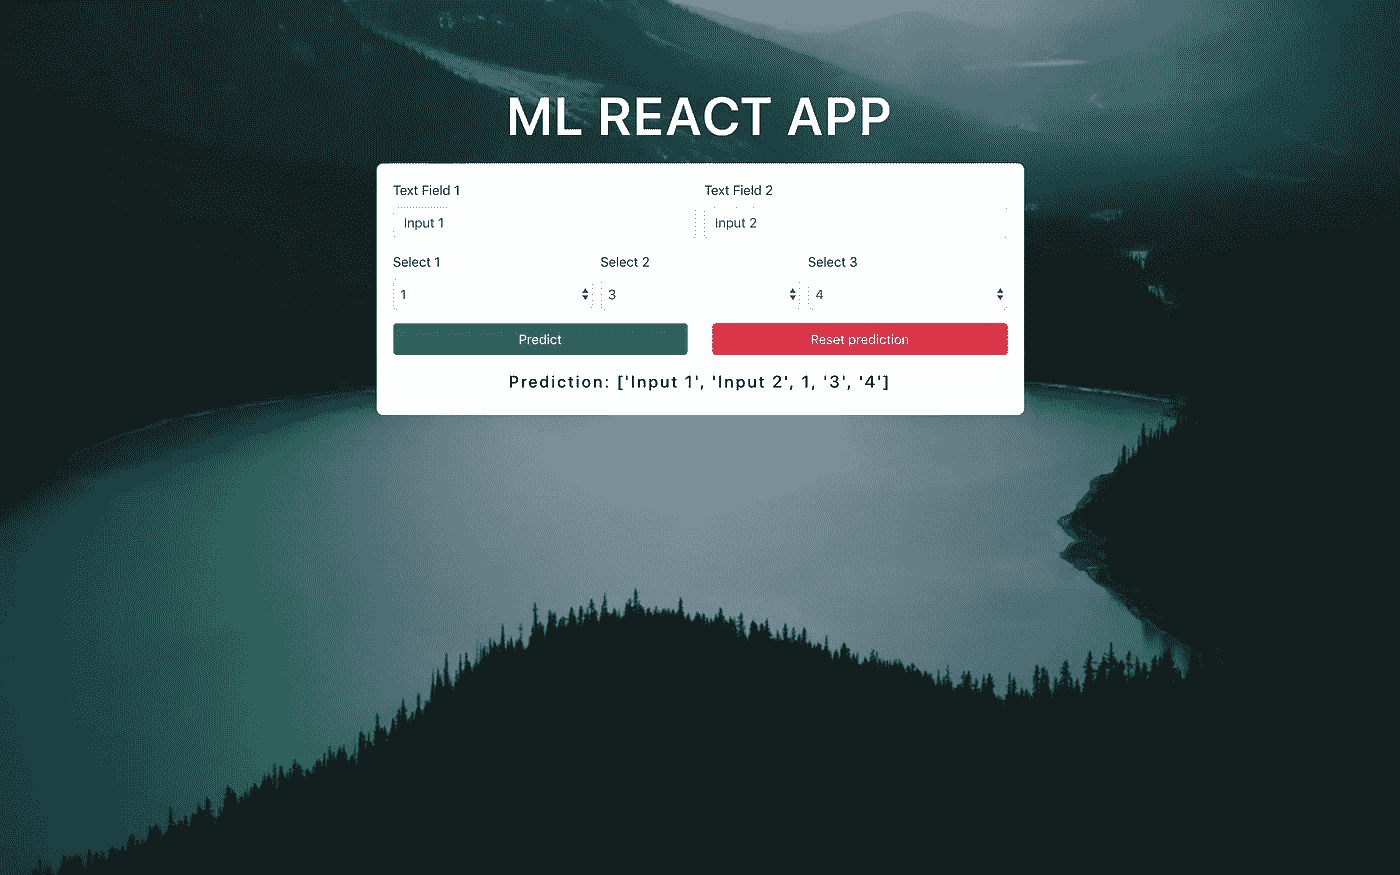 ML REACT APP
Text Field 1 Text Field 2
Input 1 Input 2
Select 1 Select 2 Select 3
1 3 4
Predict Reset prediction
Prediction: ['Input 1', 'Input 2', 1, '3', '4']